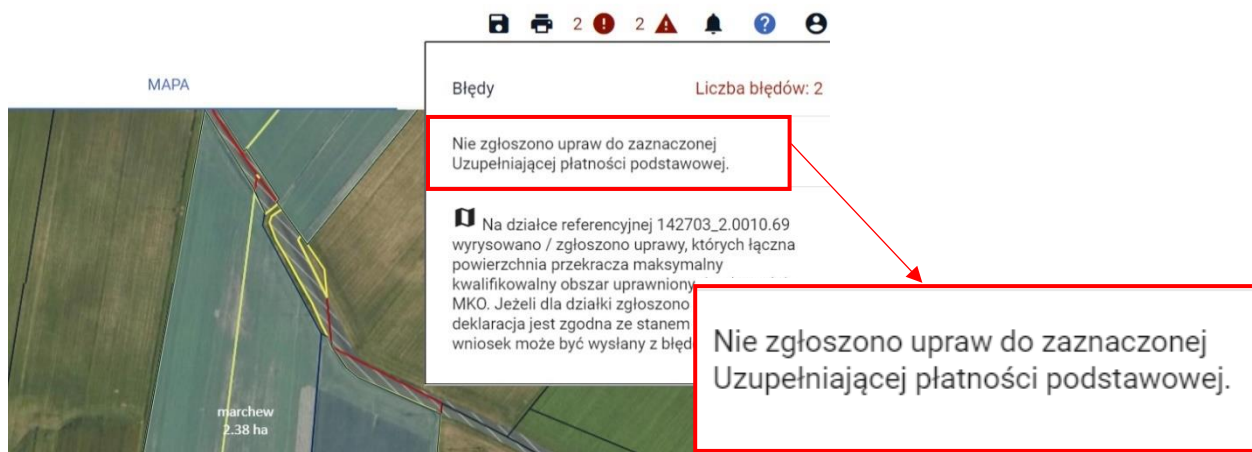 2 2
MAPA
Błędy Liczba błędów: 2
Nie zgłoszono upraw do zaznaczonej
Uzupełniającej płatności podstawowej.
Na działce referencyjnej 142703_2.0010.69
wyrysowano / zgłoszono uprawy, których łączna
powierzchnia przekracza maksymalny
kwalifikowalny obszar uprawniony
MKO. Jeżeli dla działki zgłoszono
deklaracja jest zgodna ze stanem
wniosek może być wysłany z
Nie zgłoszono upraw do zaznaczonej
Uzupełniającej płatności podstawowej.
marchew
2.38 ha